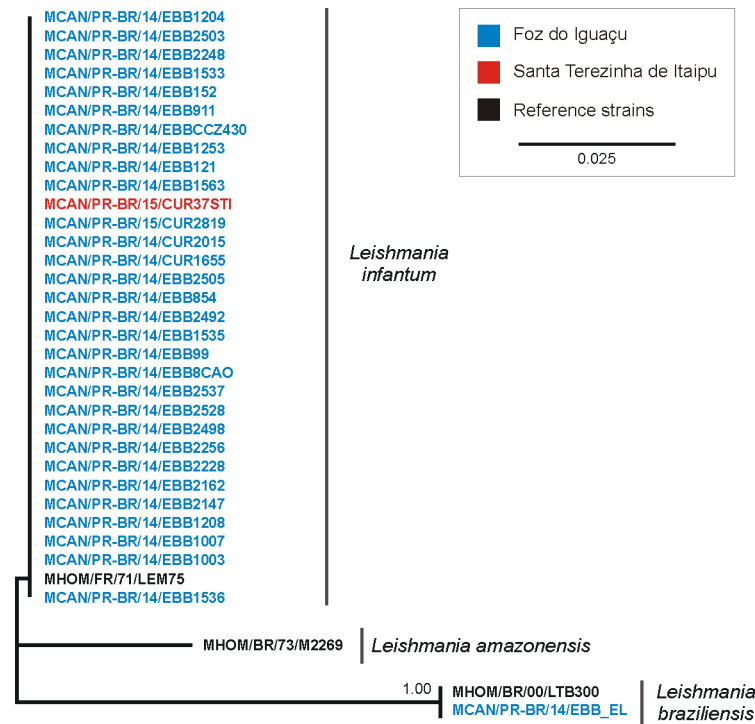 MCAN/PR-BR/14/EBB1204
MCAN/PR-BR/14/EBB2503
MCAN/PR-BR/14/EBB2248
MCAN/PR-BR/14/EBB1533
MCAN/PR-BR/14/EBB152
MCAN/PR-BR/14/EBB911
MCAN/PR-BR/14/EBBCCZ430
MCAN/PR-BR/14/EBB1253
MCAN/PR-BR/14/EBB121
MCAN/PR-BR/14/EBB1563
MCAN/PR-BR/15/CUR37STI
MCAN/PR-BR/15/CUR2819
MCAN/PR-BR/14/CUR2015
MCAN/PR-BR/14/CUR1655
MCAN/PR-BR/14/EBB2505
MCAN/PR-BR/14/EBB854
MCAN/PR-BR/14/EBB2492
MCAN/PR-BR/14/EBB1535
MCAN/PR-BR/14/EBB99
MCAN/PR-BR/14/EBB8CAO
MCAN/PR-BR/14/EBB2537
MCAN/PR-BR/14/EBB2528
MCAN/PR-BR/14/EBB2498
MCAN/PR-BR/14/EBB2256
MCAN/PR-BR/14/EBB2228
MCAN/PR-BR/14/EBB2162
MCAN/PR-BR/14/EBB2147
MCAN/PR-BR/14/EBB1208
MCAN/PR-BR/14/EBB1007
MCAN/PR-BR/14/EBB1003
MHOM/FR/71/LEM75
MCAN/PR-BR/14/EBB1536
Leishmania
infantum
Foz do Iguaçu
Santa Terezinha de Itaipu
Reference strains
0.025
MHOM/BR/73/M2269
Leishmania amazonensis
1.00
MHOM/BR/00/LTB300
MCAN/PR-BR/14/EBB_EL
Leishmania
braziliensis